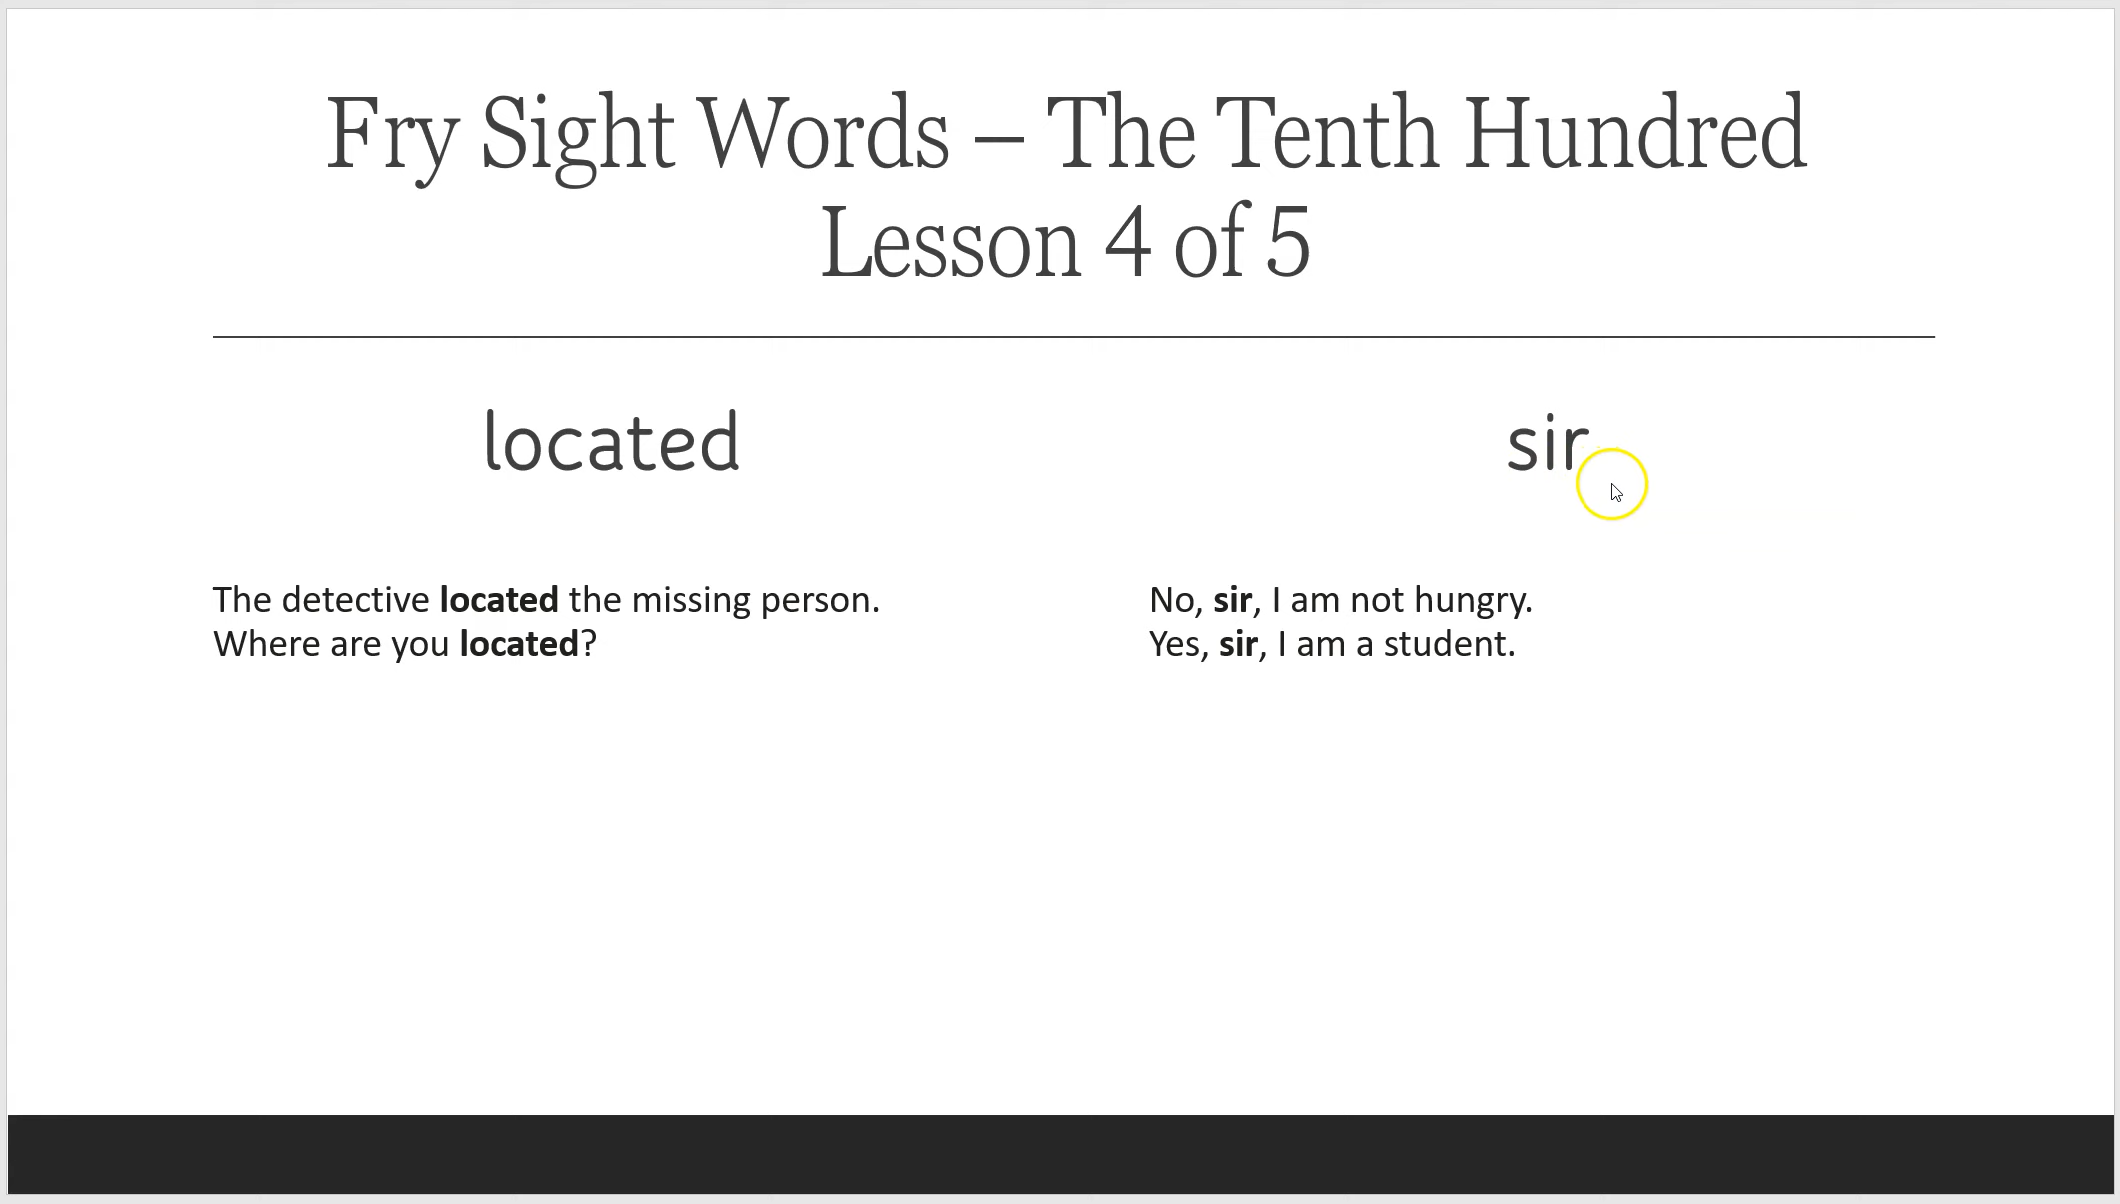 Fry Sight Words – The Tenth Hundred
Lesson 4 of 5
located
The detective located the missing person.
Where are you located?
sir
No, sir, I am not hungry.
Yes, sir, I am a student.